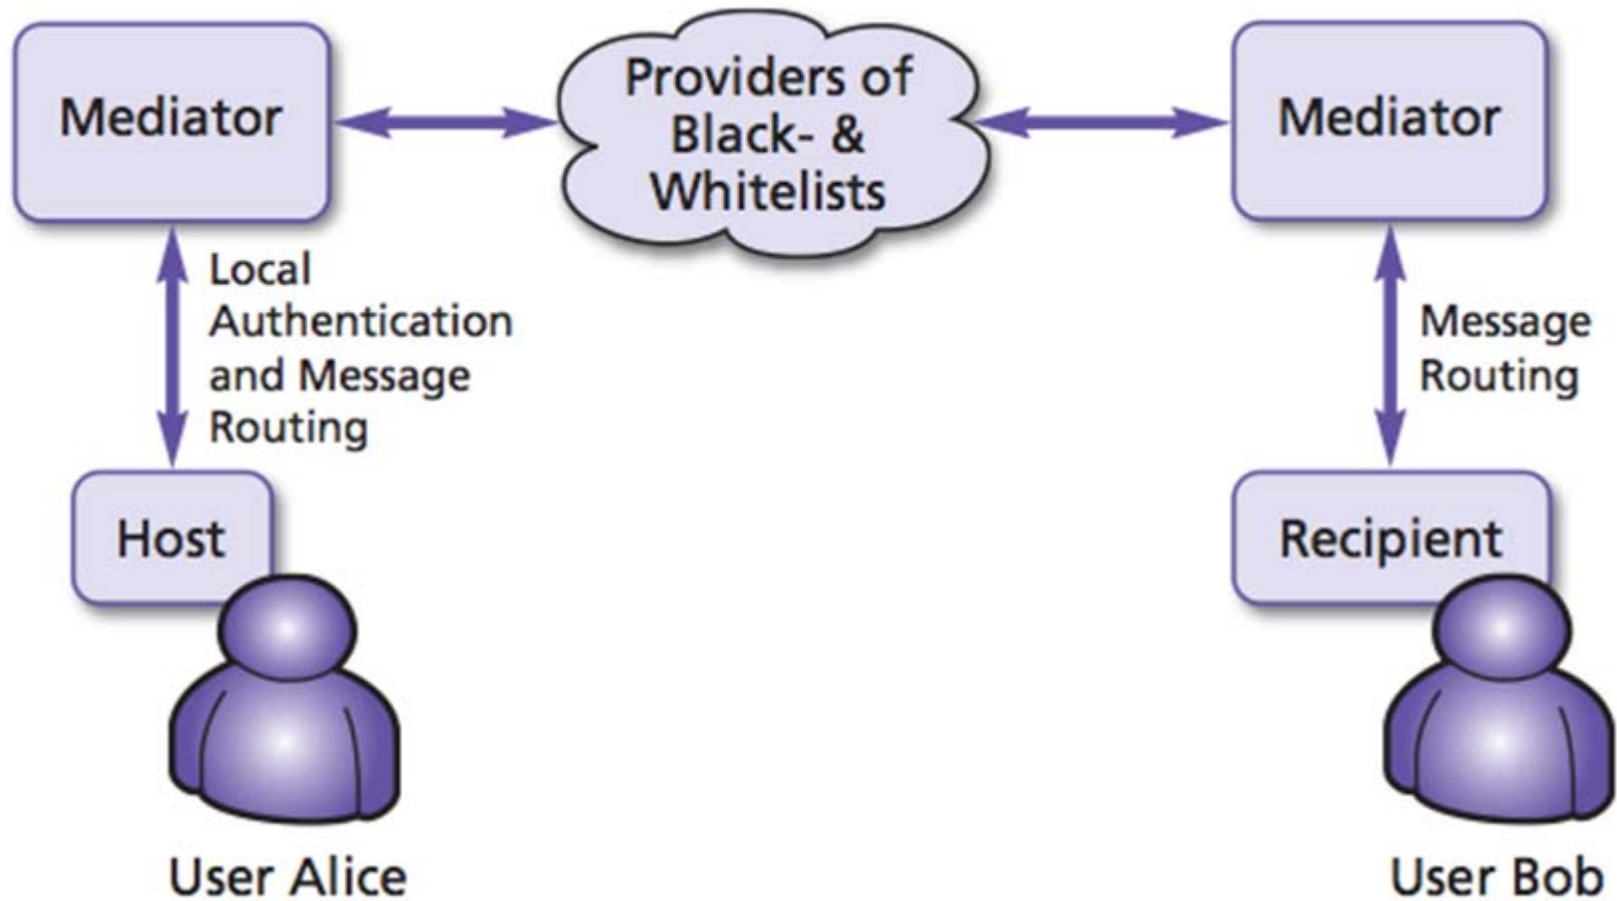 Mediator
Providers of
Black- &
Whitelists
Mediator
Local
Authentication
and Message
Routing
Message
Routing
Host
Recipient
User Alice
User Bob